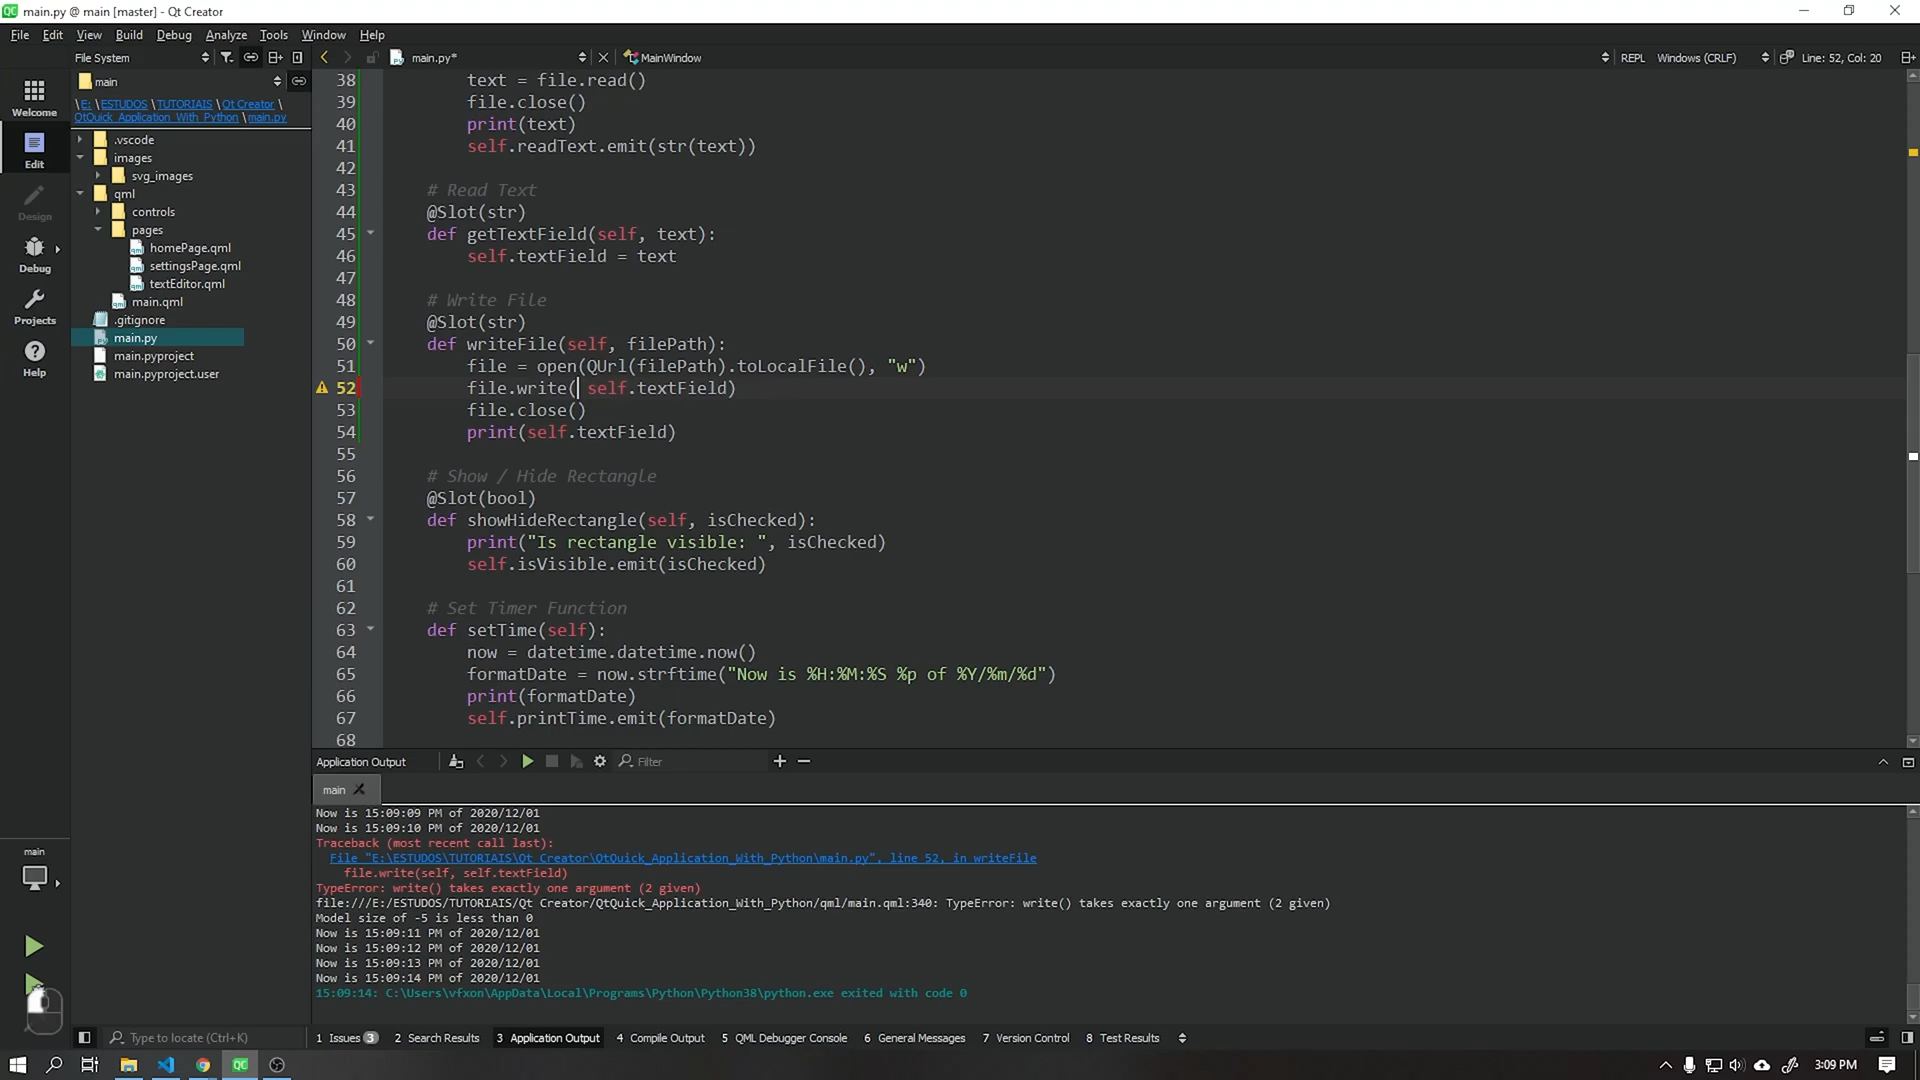 main.py @ main [master] - Qt Creator
File Edit View Build Debug Tools Analyze Tools Window Help
File System
main.py*
MainWindow
REPL
Windows (CRLF)
Line: 52, Col: 20
main
\E: \ESTUDOS \TUTORIAIS \Qt Creator \
QtQuick_Application_With_Python \main.py
.vscode
images
svg_images
qml
controls
pages
homePage.qml
settingsPage.qml
textEditor.qml
main.qml
.gitignore
main.py
main.pyproject
main.pyproject.user
Welcome
Edit
Design
Debug
Projects
Help
main
38 text = file.read()
39 file.close()
40 print(text)
41 self.readText.emit(str(text))
42
43 # Read Text
44 @Slot(str)
45 def getTextField(self, text):
46 self.textField = text
47
48 # Write File
49 @Slot(str)
50 def writeFile(self, filePath):
51 file = open(QUrl(filePath).toLocalFile(), "w")
52 file.write( self.textField)
53 file.close()
54 print(self.textField)
55
56 # Show / Hide Rectangle
57 @Slot(bool)
58 def showHideRectangle(self, isChecked):
59 print("Is rectangle visible: ", isChecked)
60 self.isVisible.emit(isChecked)
61
62 # Set Timer Function
63 def setTime(self):
64 now = datetime.datetime.now()
65 formatDate = now.strftime("Now is %H:%M:%S %p of %Y/%m/%d")
66 print(formatDate)
67 self.printTime.emit(formatDate)
68
Application Output
Filter
main
Now is 15:09:09 PM of 2020/12/01
Now is 15:09:10 PM of 2020/12/01
Traceback (most recent call last):
File "E:\ESTUDOS\TUTORIAIS\Qt Creator\QtQuick_Application_With_Python\main.py", line 52, in writeFile
file.write(self, self.textField)
TypeError: write() takes exactly one argument (2 given)
file:///E:/ESTUDOS/TUTORIAIS/Qt Creator/QtQuick_Application_With_Python/qml/main.qml:340: TypeError: write() takes exactly one argument (2 given)
Model size of -5 is less than 0
Now is 15:09:11 PM of 2020/12/01
Now is 15:09:12 PM of 2020/12/01
Now is 15:09:13 PM of 2020/12/01
Now is 15:09:14 PM of 2020/12/01
15:09:14: C:\Users\vfxon\AppData\Local\Programs\Python\Python38\python.exe exited with code 0
Type to locate (Ctrl+K)
1 Issues 3
2 Search Results
3 Application Output
4 Compile Output
5 QML Debugger Console
6 General Messages
7 Version Control
8 Test Results
3:09 PM